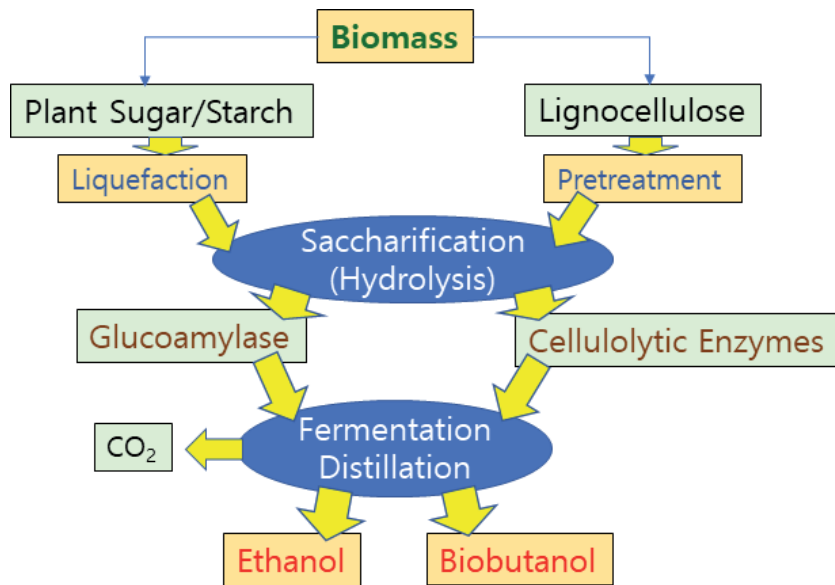 Biomass
Plant Sugar/Starch
Lignocellulose
Liquefaction
Pretreatment
Saccharification
(Hydrolysis)
Glucoamylase
Cellulolytic Enzymes
Fermentation
Distillation
CO₂
Ethanol
Biobutanol